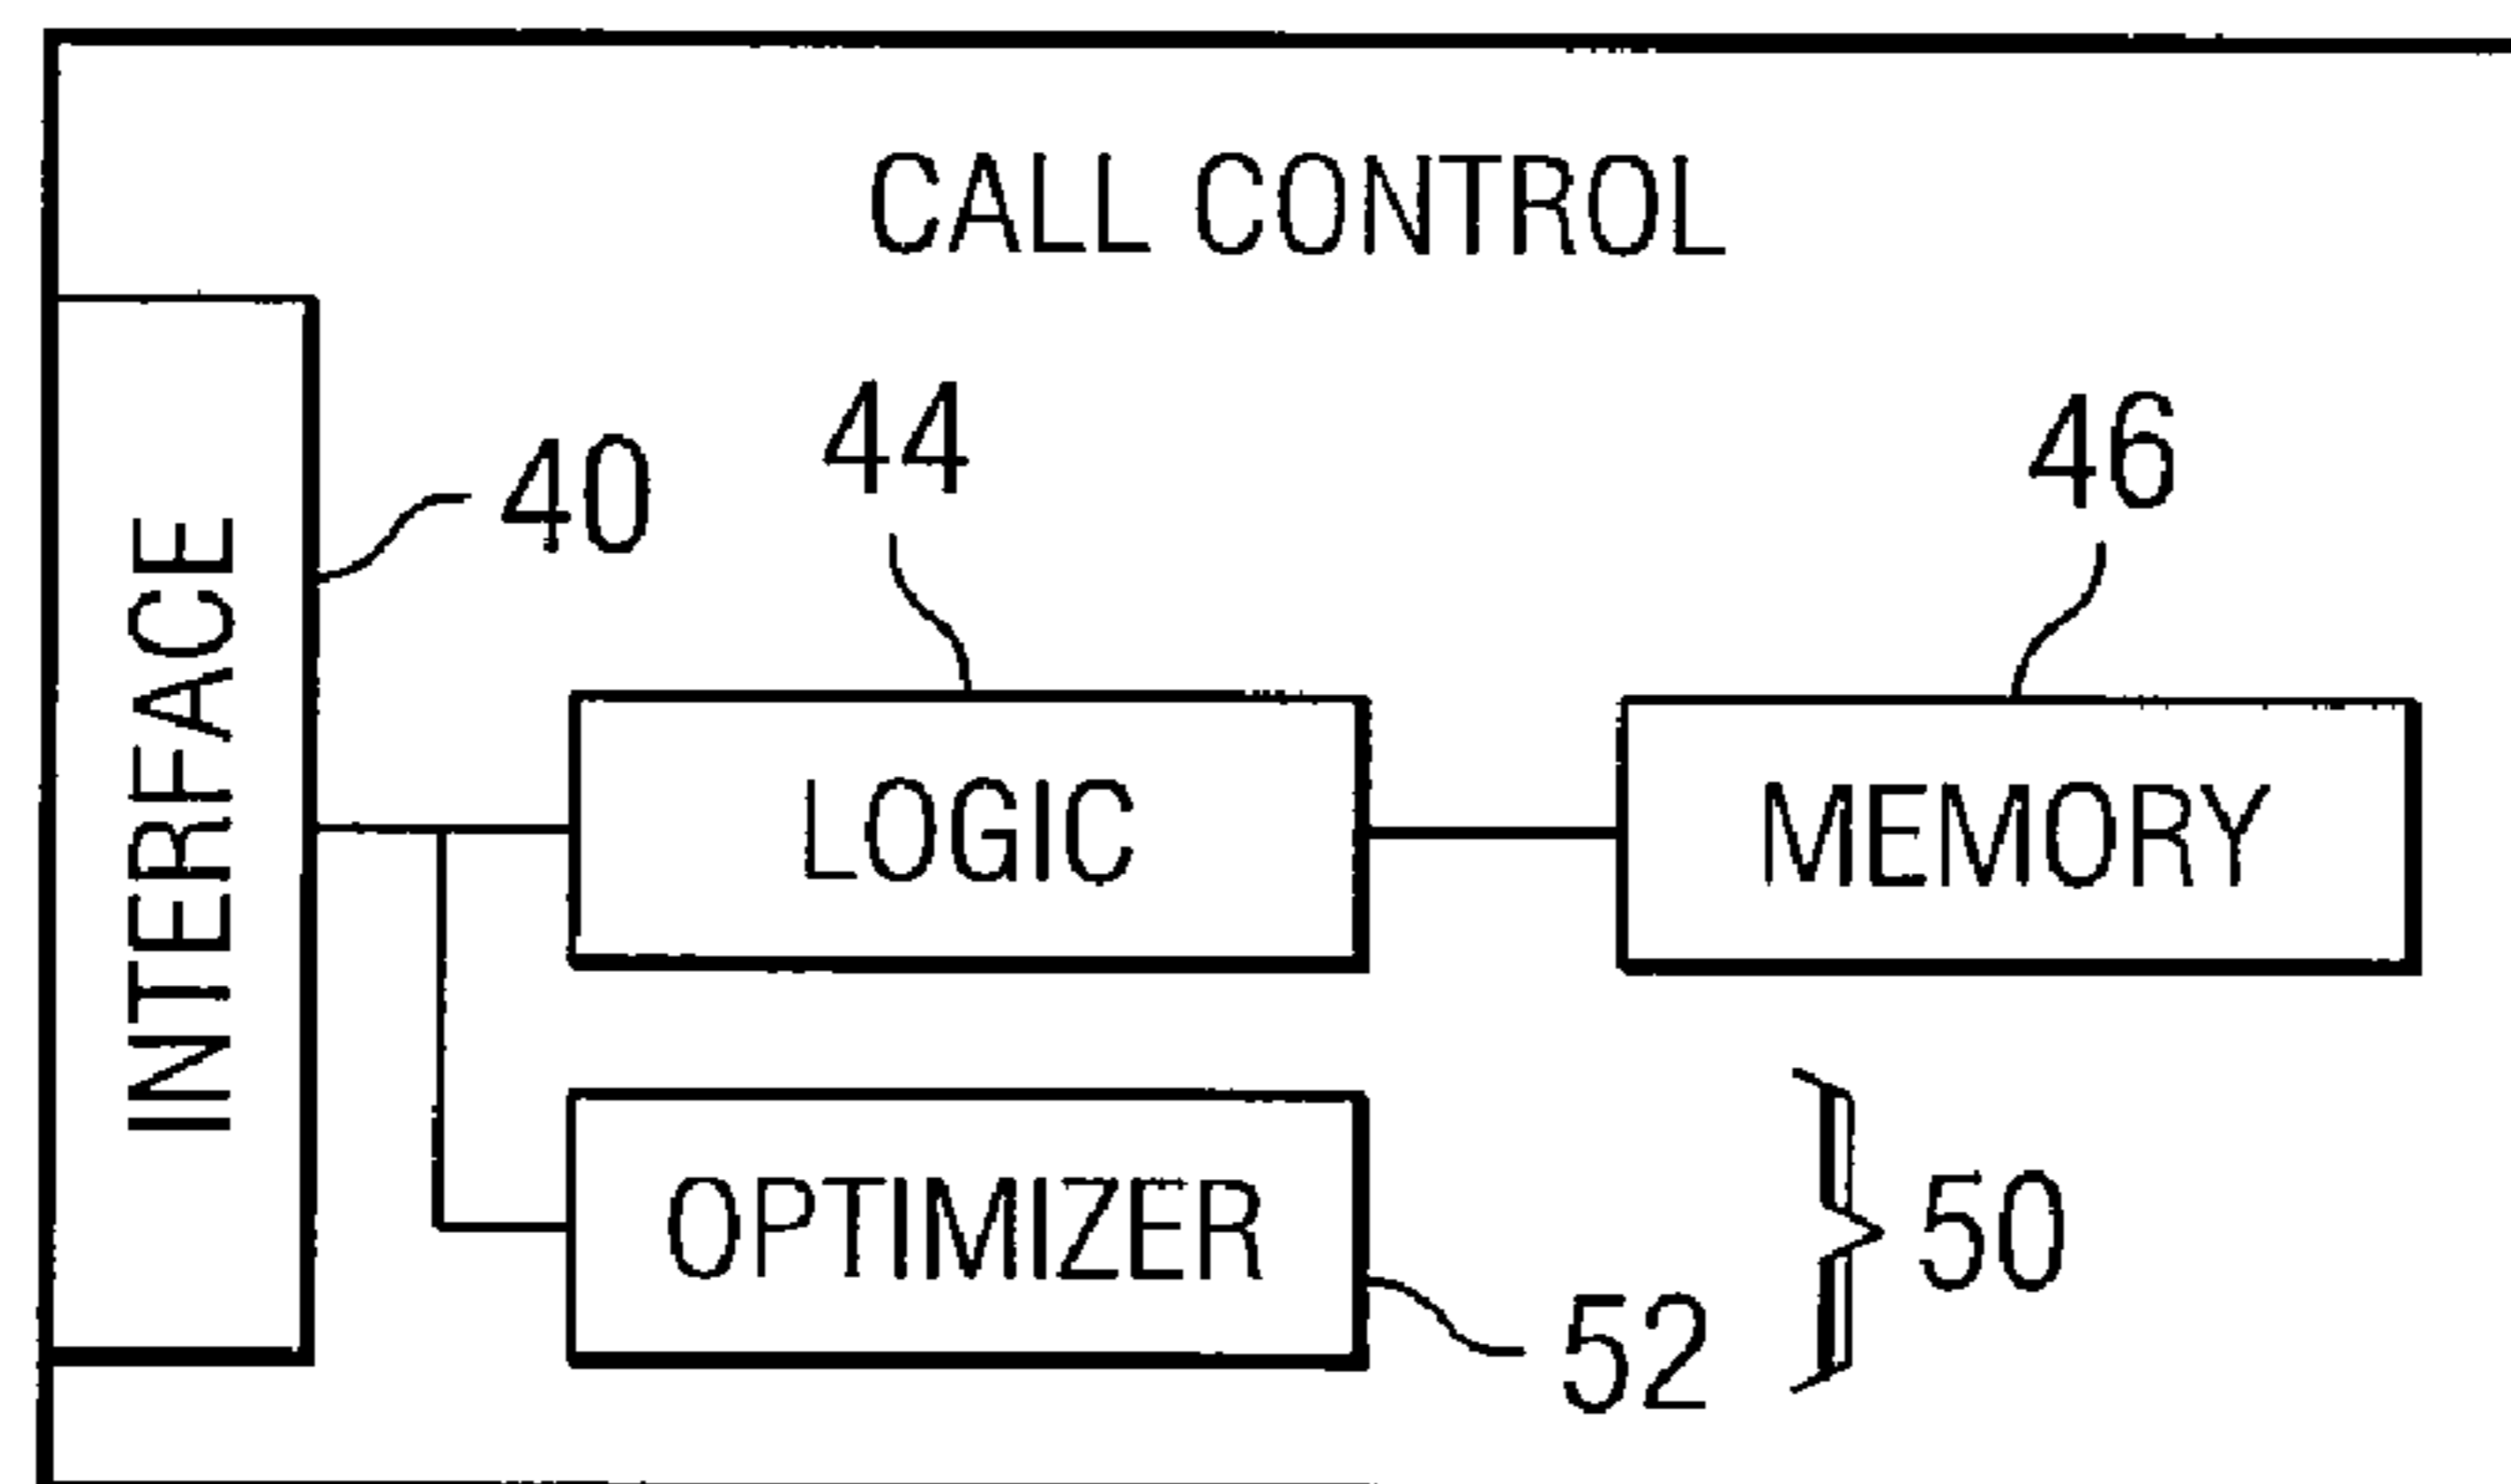 CALL CONTROL
44
46
40
INTERFACE
LOGIC
MEMORY
OPTIMIZER
50
52